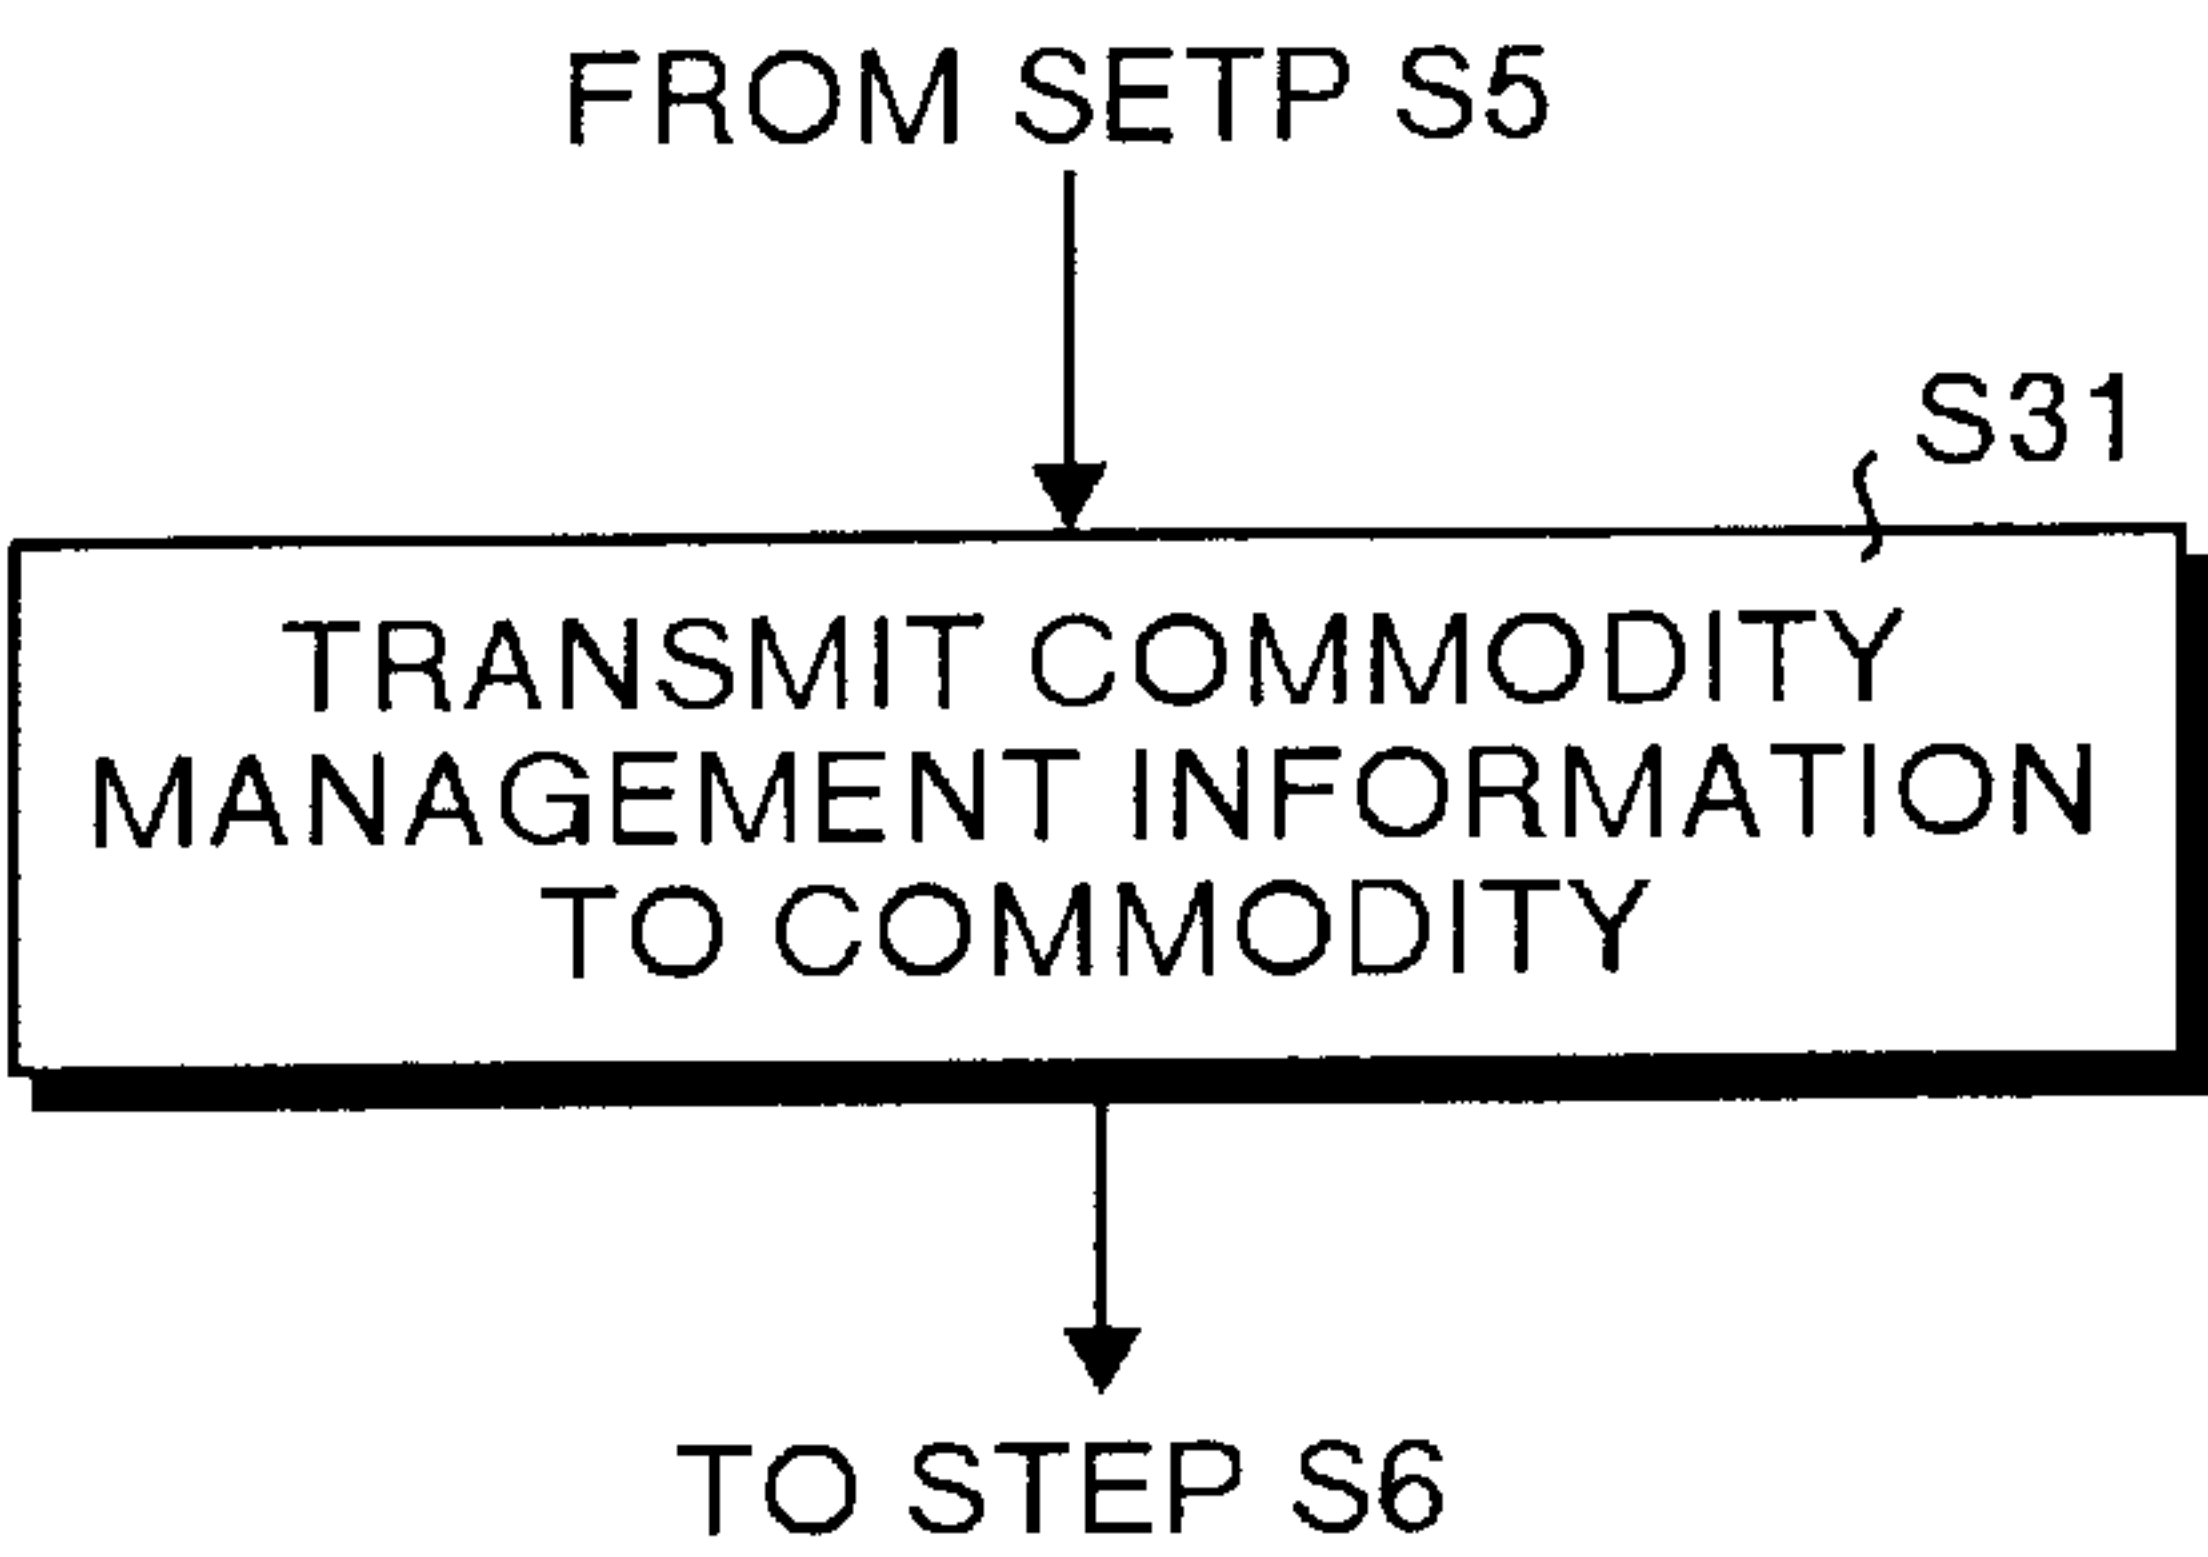 FROM SETP S5
S31
TRANSMIT COMMODITY
MANAGEMENT INFORMATION
TO COMMODITY
TO STEP S6